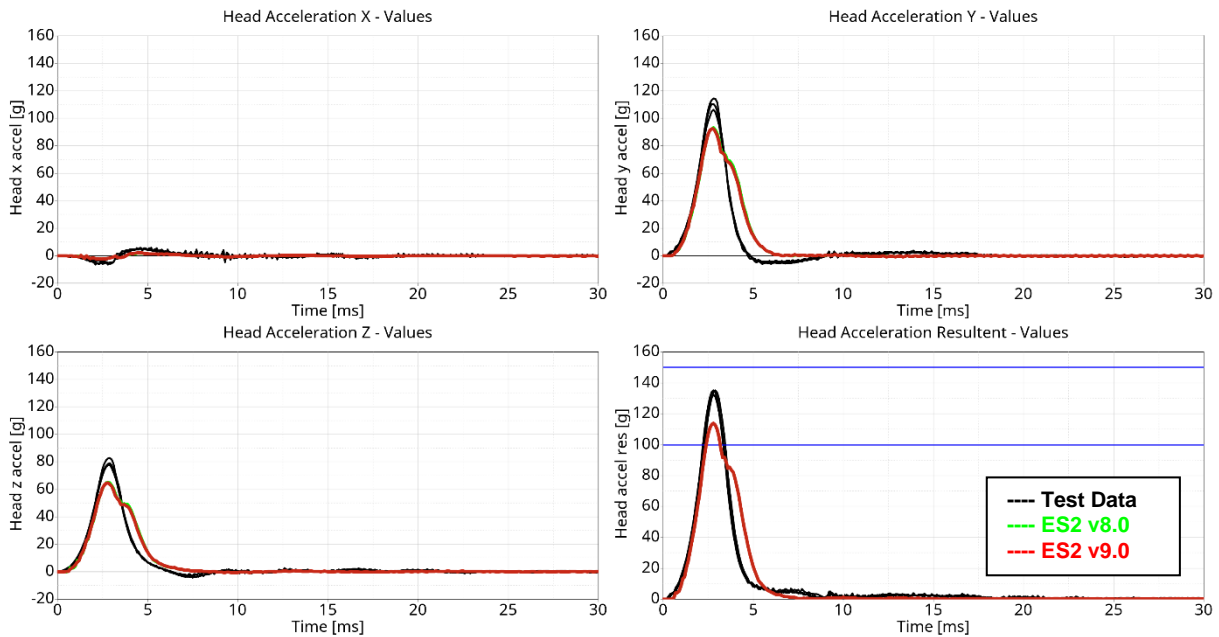 Head Acceleration X - Values
160
140
120
100
80
60
40
20
0
-20
Head x accel [g]
0 5 10 15 20 25 30
Time [ms]
Head Acceleration Y - Values
160
140
120
100
80
60
40
20
0
-20
Head y accel [g]
0 5 10 15 20 25 30
Time [ms]
Head Acceleration Z - Values
160
140
120
100
80
60
40
20
0
-20
Head z accel [g]
0 5 10 15 20 25 30
Time [ms]
Head Acceleration Resultent - Values
160
140
120
100
80
60
40
20
0
Head accel res [g]
0 5 10 15 20 25 30
Time [ms]
Test Data
ES2 v8.0
ES2 v9.0